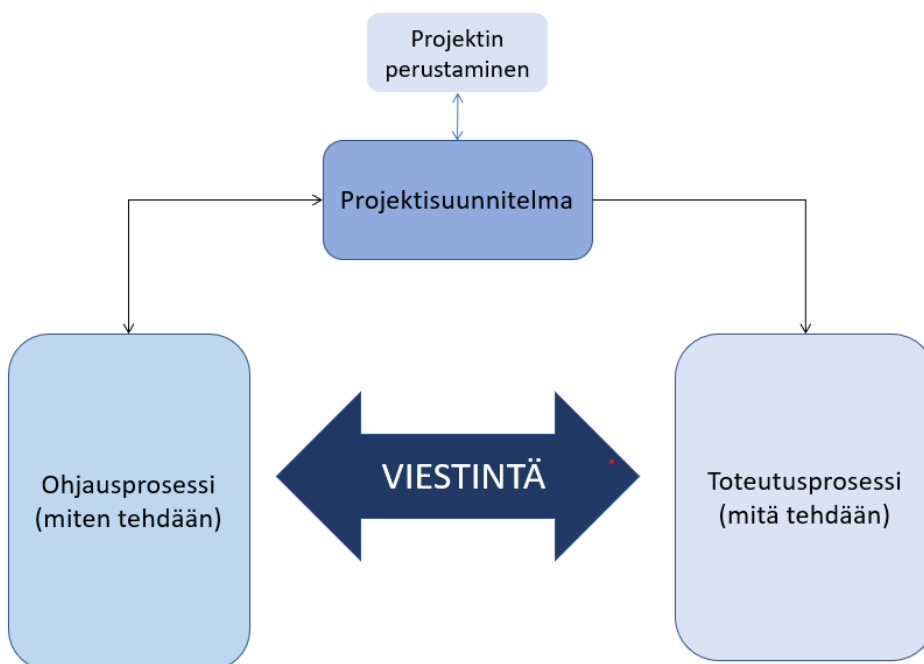 Projektin
perustaminen
Projektisuunnitelma
Ohjausprosessi
(miten tehdään)
VIESTINTÄ
Toteutusprosessi
(mitä tehdään)